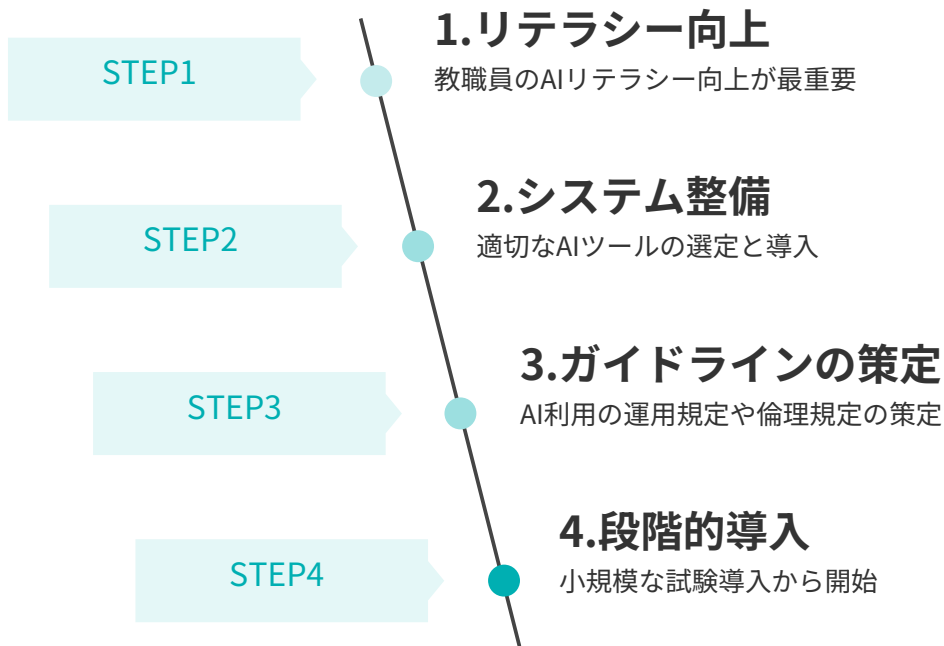 STEP1
1.リテラシー向上
教職員のAIリテラシー向上が最重要
STEP2
2.システム整備
適切なAIツールの選定と導入
STEP3
3.ガイドラインの策定
AI利用の運用規定や倫理規定の策定
STEP4
4.段階的導入
小規模な試験導入から開始